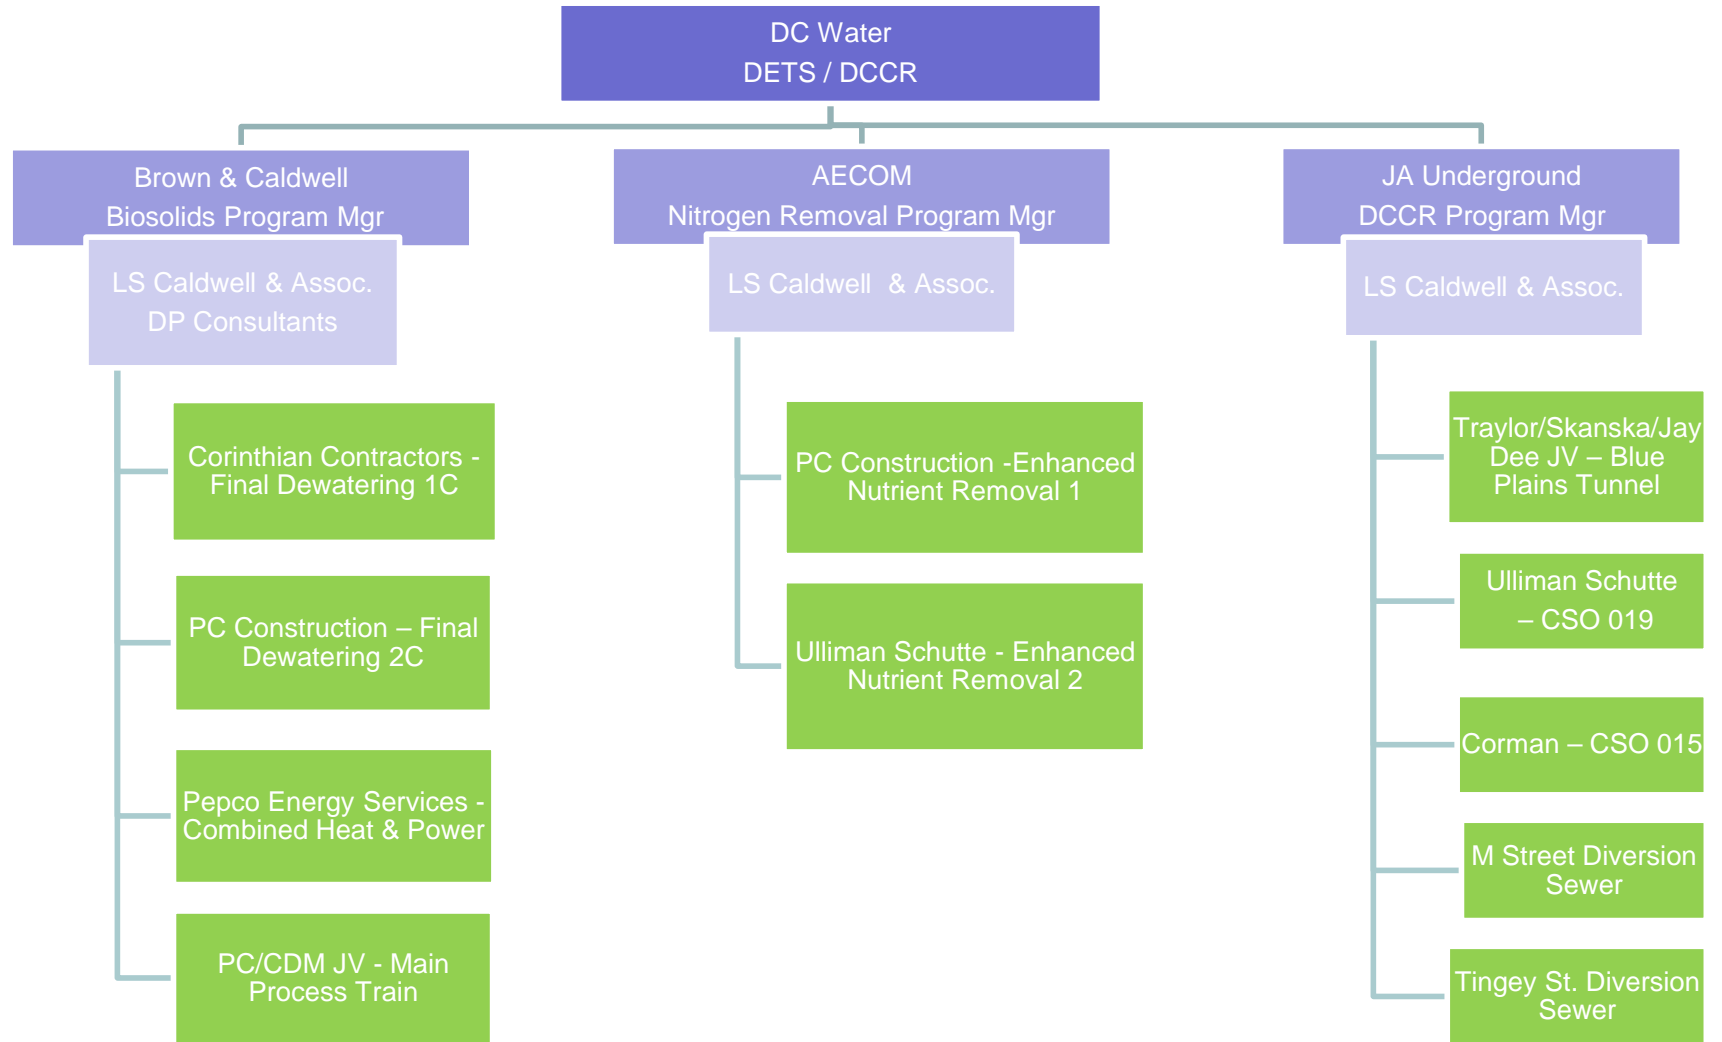 DC Water
DETS / DCCR
Brown & Caldwell
Biosolids Program Mgr
LS Caldwell & Assoc.
DP Consultants
Corinthian Contractors -
Final Dewatering 1C
PC Construction – Final
Dewatering 2C
Pepco Energy Services -
Combined Heat & Power
PC/CDM JV - Main
Process Train
AECOM
Nitrogen Removal Program Mgr
LS Caldwell & Assoc.
PC Construction -Enhanced
Nutrient Removal 1
Ulliman Schutte - Enhanced
Nutrient Removal 2
JA Underground
DCCR Program Mgr
LS Caldwell & Assoc.
Traylor/Skanska/Jay
Dee JV – Blue
Plains Tunnel
Ulliman Schutte
– CSO 019
Corman – CSO 015
M Street Diversion
Sewer
Tingey St. Diversion
Sewer